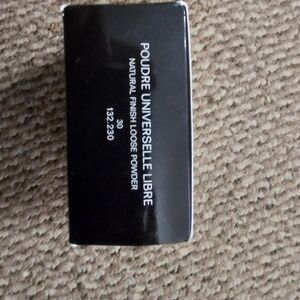 POUDRE UNIVERSELLE LIBRE
NATURAL FINISH LOOSE POWDER
30
132.230